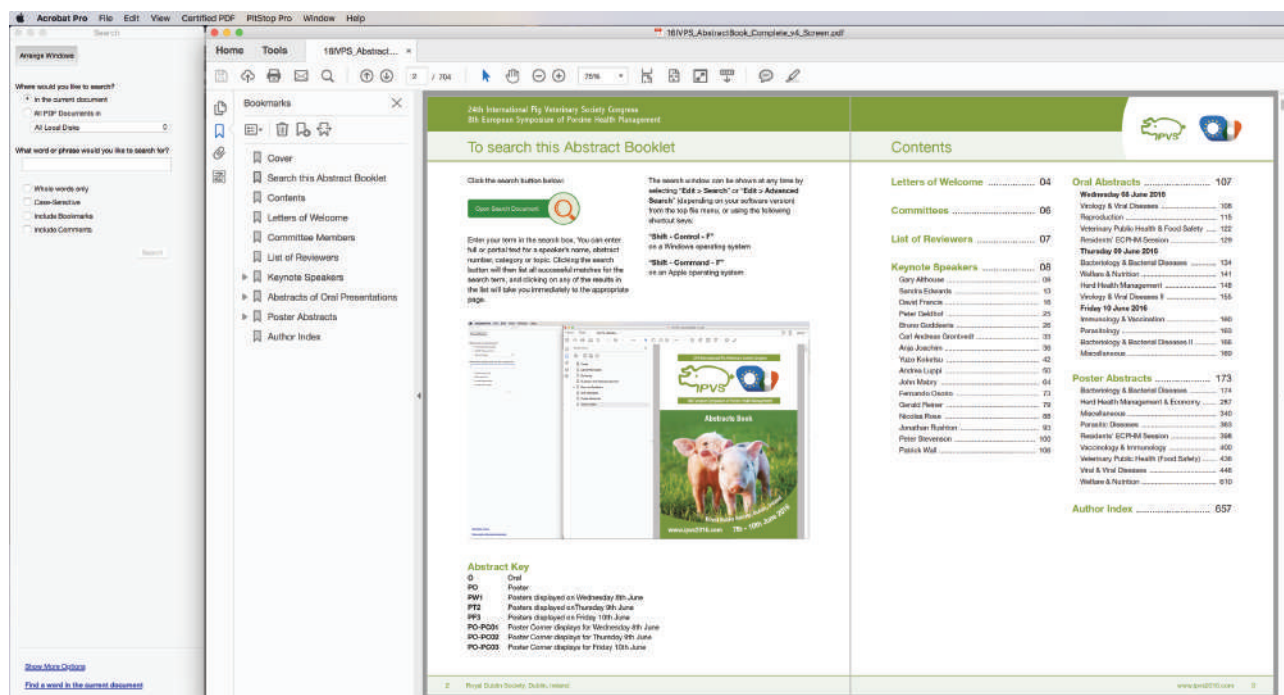 Acrobat Pro File Edit View Certified PDF PitStop Pro Window Help
Search
Arrange Windows
Where would you like to search?
In the current document
All PDF Documents in
All Local Disks
What word or phrase would you like to search for?
Whole words only
Case-Sensitive
Include Bookmarks
Include Comments
Search
Show More Options
Find a word in the current document
16IVPS_AbstractBook_Complete_v4_Screen.pdf
Home Tools 16IVPS_Abstract... ×
2 / 704 75%
Bookmarks
Cover
Search this Abstract Booklet
Contents
Letters of Welcome
Committee Members
List of Reviewers
Keynote Speakers
Abstracts of Oral Presentations
Poster Abstracts
Author Index
24th International Pig Veterinary Society Congress
8th European Symposium of Porcine Health Management
To search this Abstract Booklet
Click the search button below:
Open Search Document
Enter your term in the search box, You can enter
full or partial text for a speaker's name, abstract
number, category or topic. Clicking the search
button will then list all successful matches for the
search term, and clicking on any of the results in
the list will take you immediately to the appropriate
page.
The search window can be shown at any time by
selecting "Edit > Search" or "Edit > Advanced
Search" (depending on your software version)
from the top file menu, or using the following
shortcut keys:
"Shift - Control - F"
on a Windows operating system
"Shift - Command - F"
on an Apple operating system
IPVS
Abstracts Book
www.ipvs2016.com 7th - 10th June 2016
Abstract Key
O Oral
PO Poster
PW1 Posters displayed on Wednesday 8th June
PT2 Posters displayed onThursday 9th June
PF3 Posters displayed on Friday 10th June
PO-PC01 Poster Corner displays for Wednesday 8th June
PO-PC02 Poster Corner displays for Thursday 9th June
PO-PC03 Poster Corner displays for Friday 10th June
2 Royal Dublin Society, Dublin, Ireland
IPVS
Contents
Letters of Welcome 04
Committees 06
List of Reviewers 07
Keynote Speakers 08
Gary Althouse 09
Sandra Edwards 13
David Francis 18
Peter Geldhof 25
Bruno Goddeeris 28
Carl Andreas Grøntvedt 33
Anja Joachim 36
Yuzo Koketsu 42
Andrea Luppi 50
John Mabry 64
Fernando Osorio 73
Gerald Reiner 79
Nicolas Rose 88
Jonathan Rushton 93
Peter Stevenson 100
Patrick Wall 106
Oral Abstracts 107
Wednesday 08 June 2016
Virology & Viral Diseases 108
Reproduction 115
Veterinary Public Health & Food Safety 122
Residents' ECPHM Session 129
Thursday 09 June 2016
Bacteriology & Bacterial Diseases 134
Welfare & Nutrition 141
Herd Health Management 148
Virology & Viral Diseases II 155
Friday 10 June 2016
Immunology & Vaccination 160
Parasitology 163
Bacteriology & Bacterial Diseases II 166
Miscellaneous 169
Poster Abstracts 173
Bacteriology & Bacterial Diseases 174
Herd Health Management & Economy 287
Miscellaneous 340
Parasitic Diseases 383
Residents' ECPHM Session 398
Vaccinology & Immunology 400
Veterinary Public Health (Food Safety) 436
Viral & Viral Diseases 446
Welfare & Nutrition 610
Author Index 657
www.ipvs2016.com 3